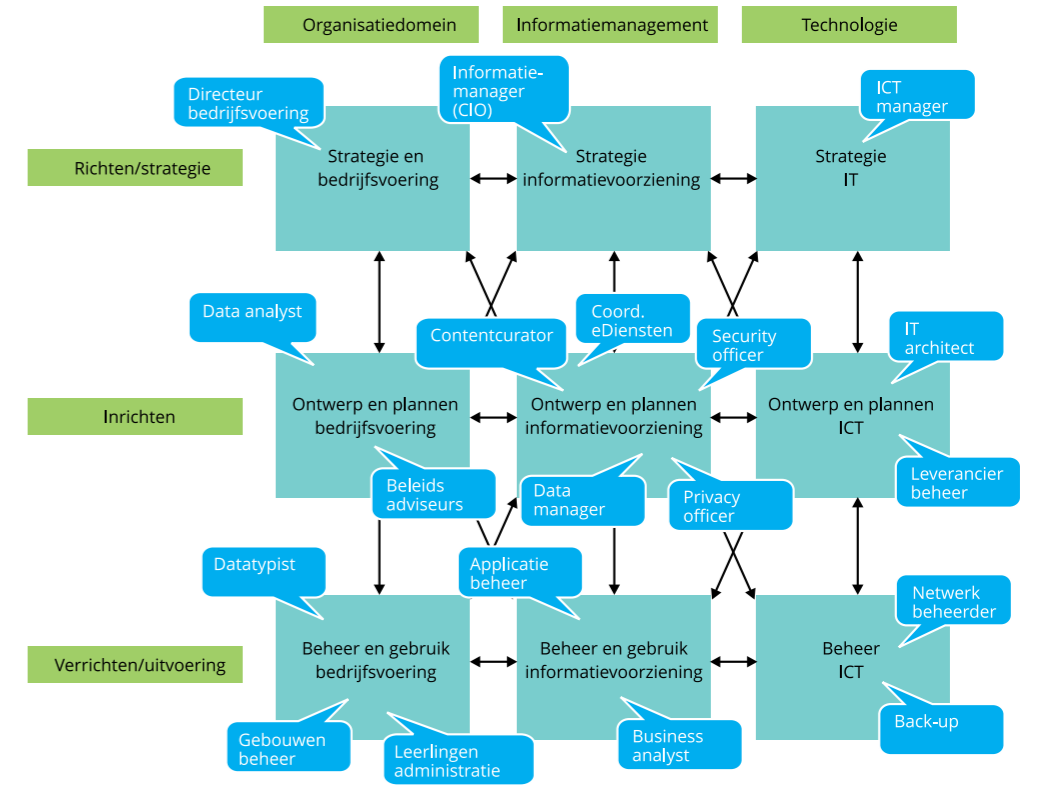 Organisatiedomein
Informatiemanagement
Technologie
Directeur
bedrijfsvoering
Informatie-
manager
(CIO)
ICT
manager
Richten/strategie
Strategie en
bedrijfsvoering
Strategie
informatievoorziening
Strategie
IT
Data analyst
Contentcurator
Coord.
eDiensten
Security
officer
IT
architect
Inrichten
Ontwerp en plannen
bedrijfsvoering
Ontwerp en plannen
informatievoorziening
Ontwerp en plannen
ICT
Beleids
adviseurs
Data
manager
Privacy
officer
Leverancier
beheer
Datatypist
Applicatie
beheer
Netwerk
beheerder
Verrichten/uitvoering
Beheer en gebruik
bedrijfsvoering
Beheer en gebruik
informatievoorziening
Beheer
ICT
Gebouwen
beheer
Leerlingen
administratie
Business
analyst
Back-up